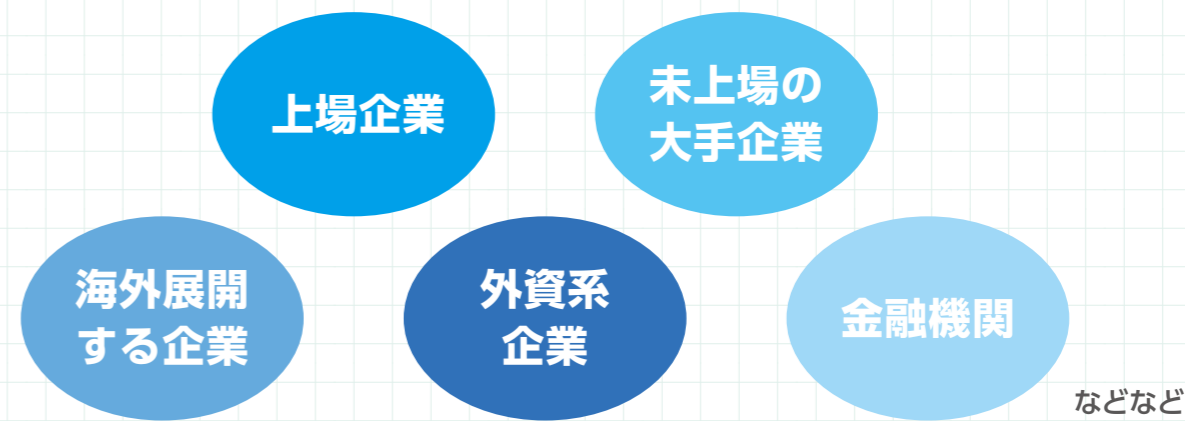 上場企業
未上場の
大手企業
海外展開
する企業
外資系
企業
金融機関
などなど